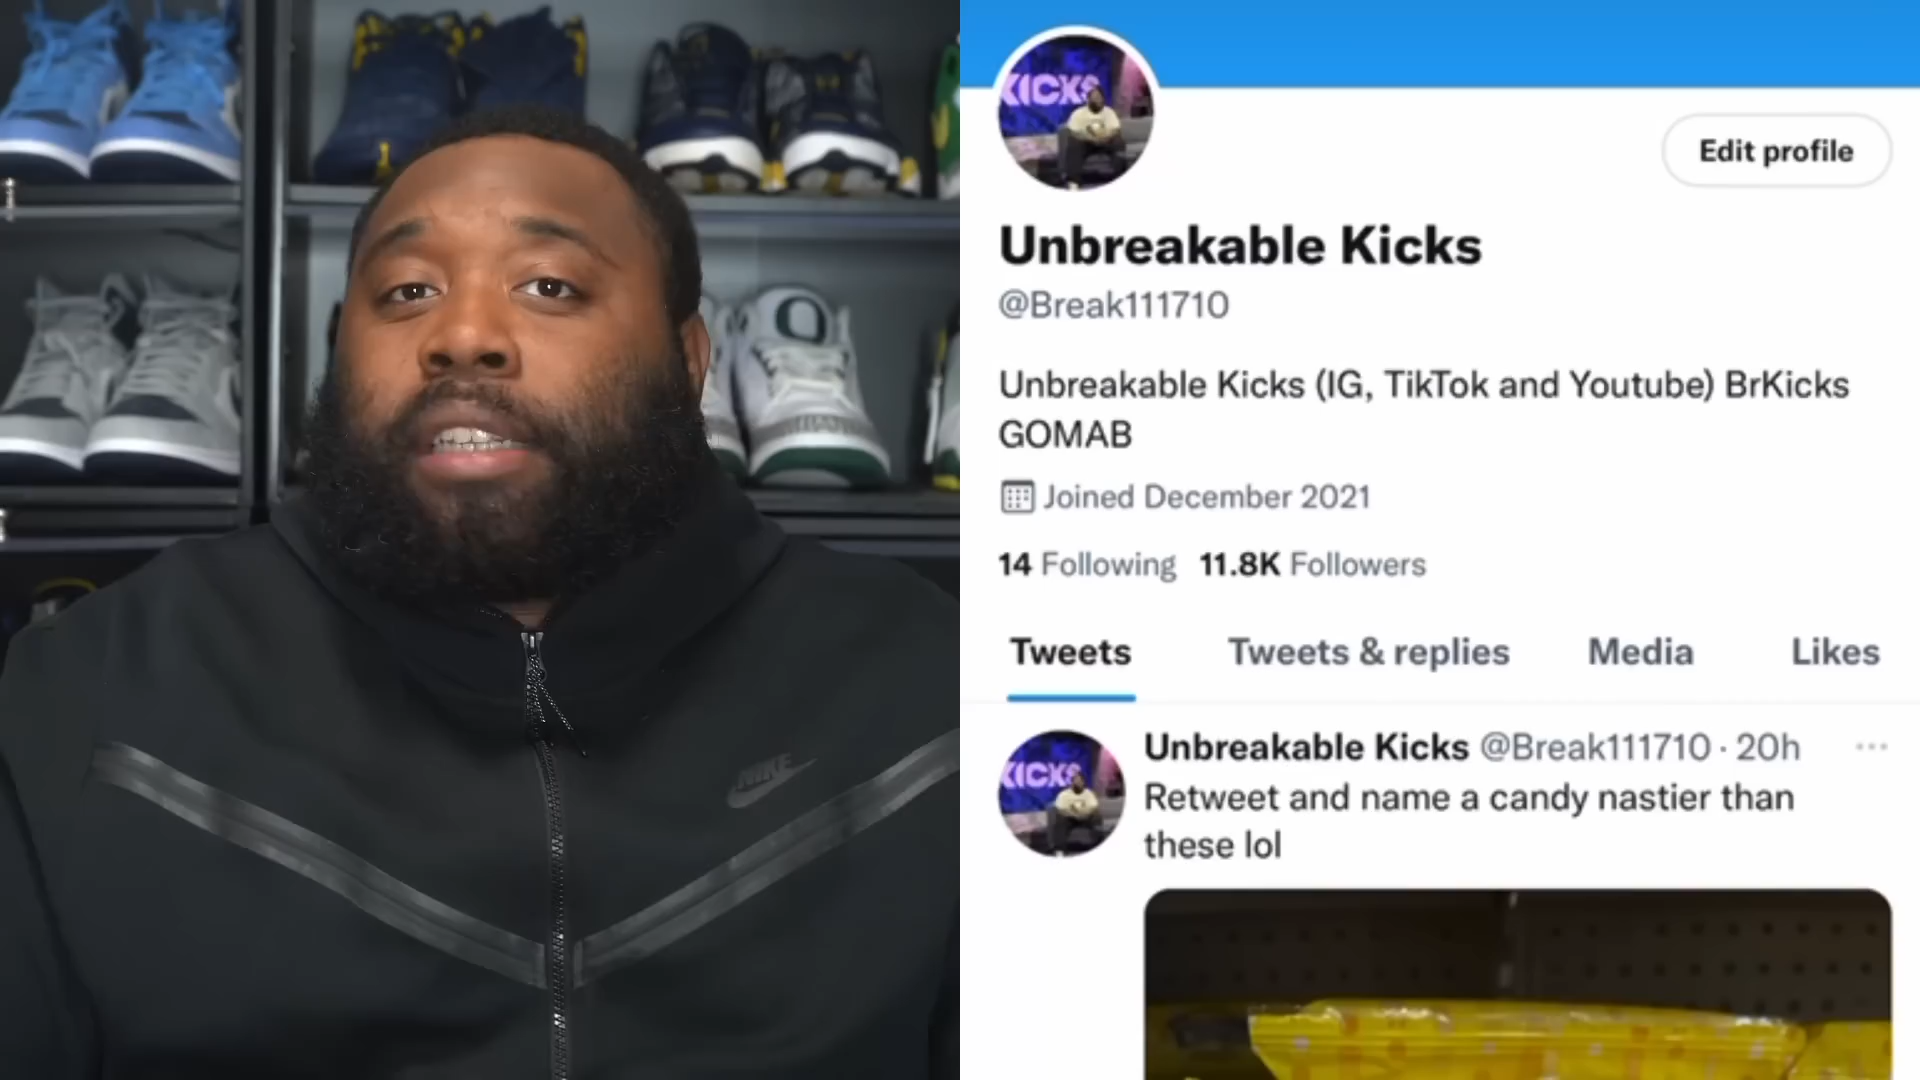 NIKE
KICKS
Edit profile
Unbreakable Kicks
@Break111710
Unbreakable Kicks (IG, TikTok and Youtube) BrKicks
GOMAB
Joined December 2021
14 Following 11.8K Followers
Tweets Tweets & replies Media Likes
Unbreakable Kicks @Break111710 · 20h
KICKS
Retweet and name a candy nastier than
these lol